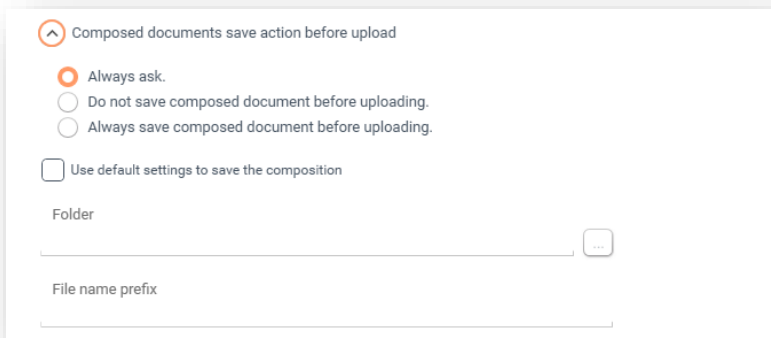 Composed documents save action before upload
Always ask.
Do not save composed document before uploading.
Always save composed document before uploading.
Use default settings to save the composition
Folder
...
File name prefix